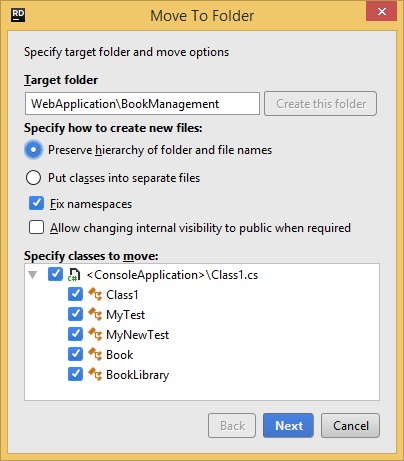 RD
Move To Folder
Specify target folder and move options
Target folder
WebApplication\BookManagement
Create this folder
Specify how to create new files:
Preserve hierarchy of folder and file names
Put classes into separate files
Fix namespaces
Allow changing internal visibility to public when required
Specify classes to move:
C# <ConsoleApplication>\Class1.cs
Class1
MyTest
MyNewTest
Book
BookLibrary
Back Next Cancel